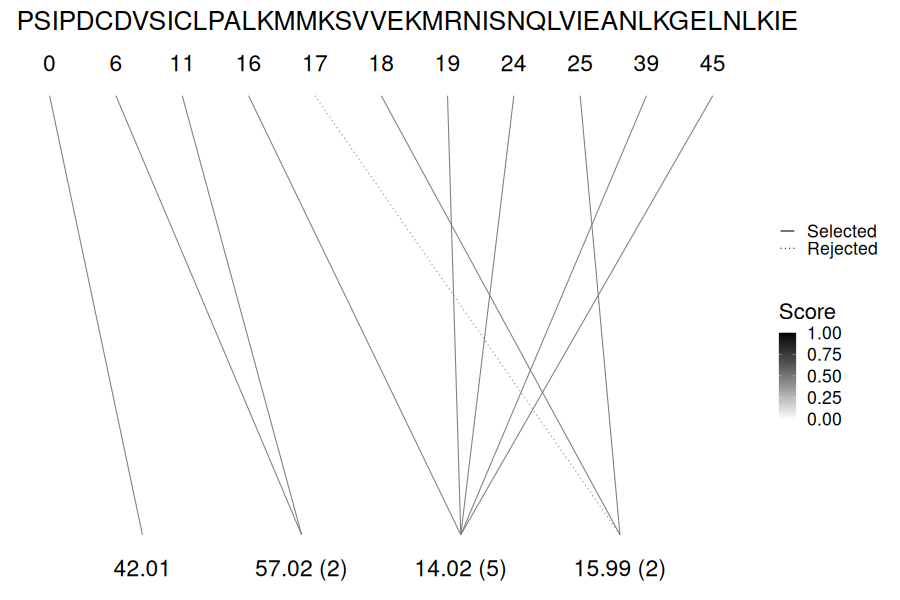 PSIPDCDVSICLPALKMMKSVVEKMRNISNQLVIEANLKGELNLKIE
0 6 11 16 17 18 19 24 25 39 45
Selected
Rejected
Score
1.00
0.75
0.50
0.25
0.00
42.01 57.02 (2) 14.02 (5) 15.99 (2)